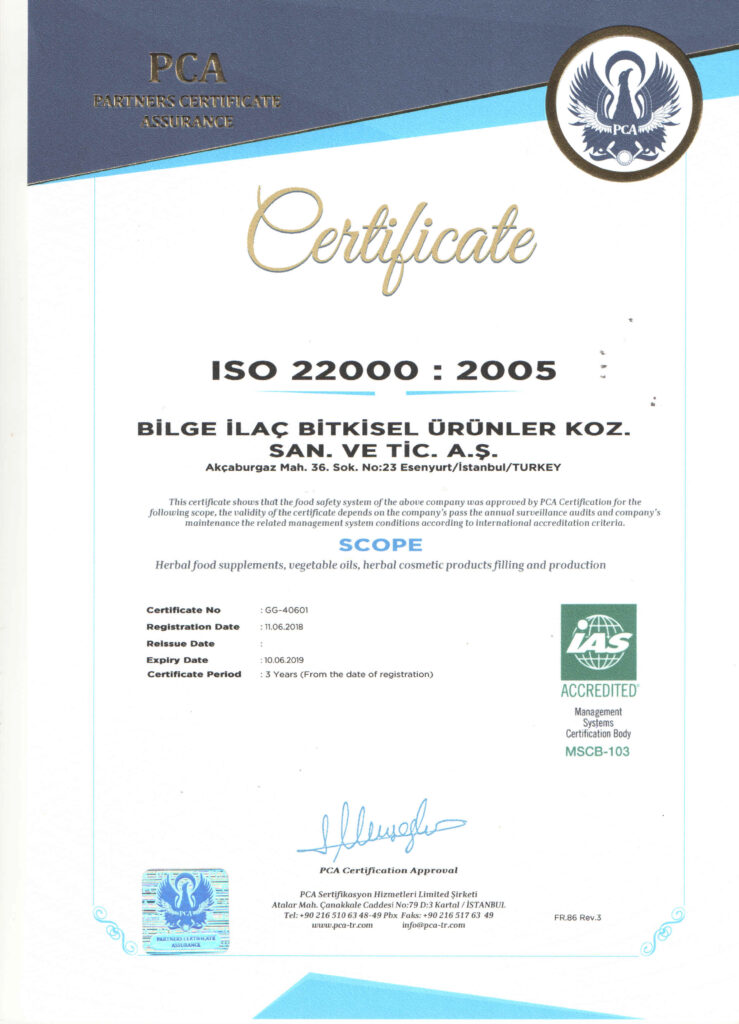 PCA
PARTNERS CERTIFICATE
ASSURANCE
PCA
Certificate
ISO 22000 : 2005
BİLGE İLAÇ BİTKİSEL ÜRÜNLER KOZ.
SAN. VE TİC. A.Ş.
Akçaburgaz Mah. 36. Sok. No:23 Esenyurt/İstanbul/TURKEY
This certificate shows that the food safety system of the above company was approved by PCA Certification for the
following scope, the validity of the certificate depends on the company's pass the annual surveillance audits and company's
maintenance the related management system conditions according to international accreditation criteria.
SCOPE
Herbal food supplements, vegetable oils, herbal cosmetic products filling and production
Certificate No : GG-40601
Registration Date : 11.06.2018
Reissue Date :
Expiry Date : 10.06.2019
Certificate Period : 3 Years (From the date of registration)
IAS
ACCREDITED®
Management
Systems
Certification Body
MSCB-103
PCA Certification Approval
PCA Sertifikasyon Hizmetleri Limited Şirketi
Atalar Mah. Çanakkale Caddesi No:79 D:3 Kartal / İSTANBUL
Tel: +90 216 510 63 48-49 Pbx Faks: +90 216 517 63 49
www.pca-tr.com info@pca-tr.com
FR.86 Rev.3
PCA
PARTNERS CERTIFICATE
ASSURANCE